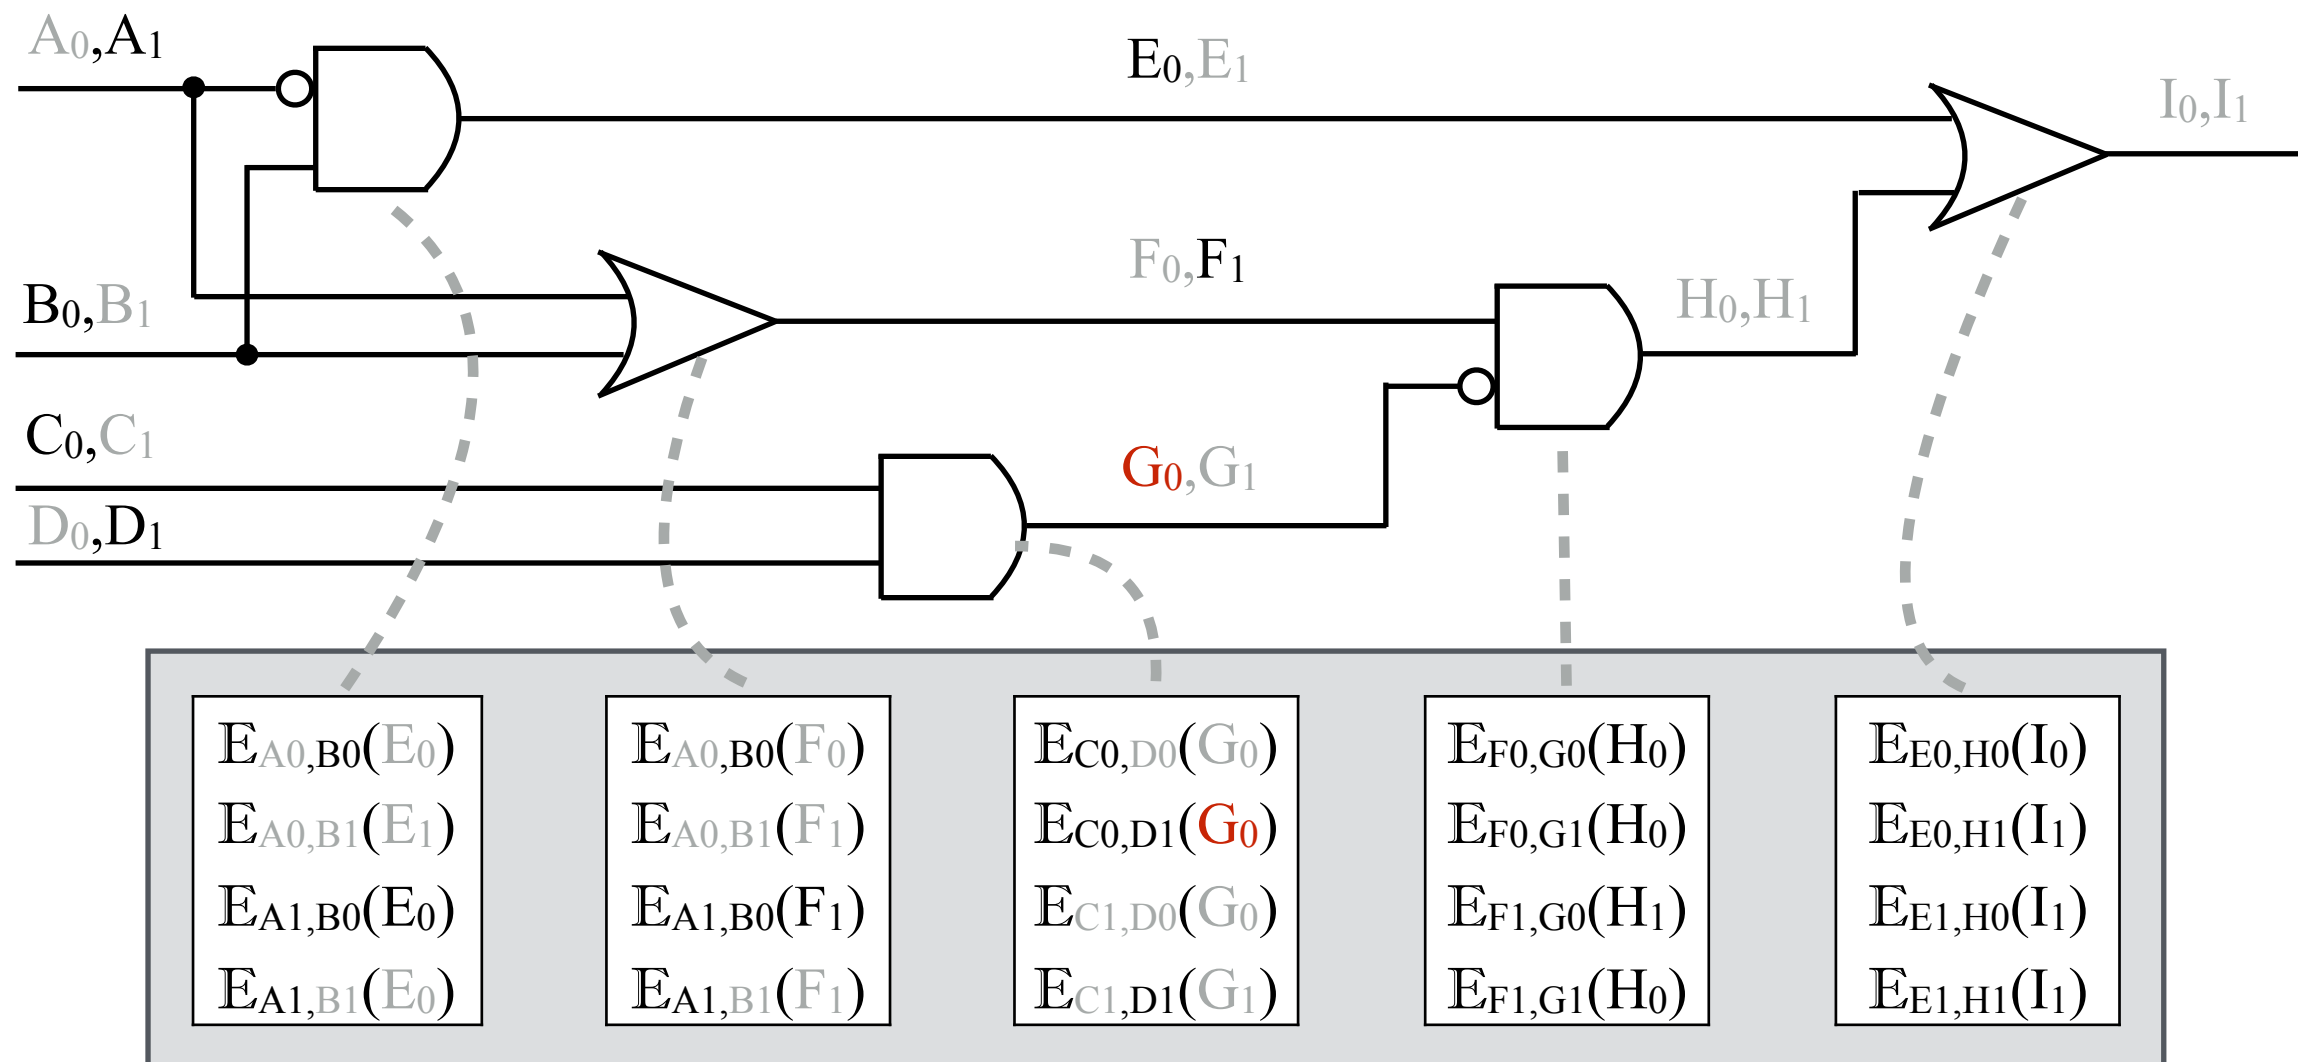 A0,A1
E0,E1
I0,I1
B0,B1
F0,F1
H0,H1
C0,C1
G0,G1
D0,D1
𝔼A0,B0(E0)
𝔼A0,B1(E1)
𝔼A1,B0(E0)
𝔼A1,B1(E0)
𝔼A0,B0(F0)
𝔼A0,B1(F1)
𝔼A1,B0(F1)
𝔼A1,B1(F1)
𝔼C0,D0(G0)
𝔼C0,D1(G0)
𝔼C1,D0(G0)
𝔼C1,D1(G1)
𝔼F0,G0(H0)
𝔼F0,G1(H0)
𝔼F1,G0(H1)
𝔼F1,G1(H0)
𝔼E0,H0(I0)
𝔼E0,H1(I1)
𝔼E1,H0(I1)
𝔼E1,H1(I1)